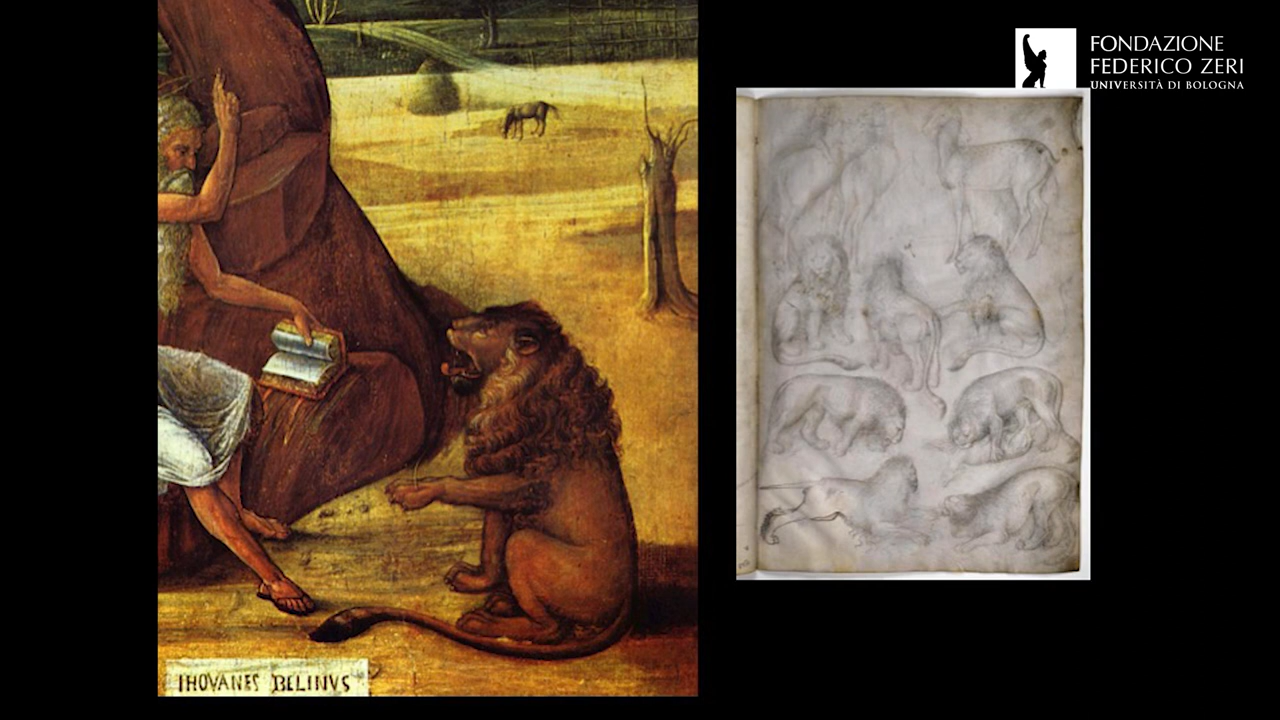 FONDAZIONE
FEDERICO ZERI
UNIVERSITÀ DI BOLOGNA
IHOVANES BELINVS